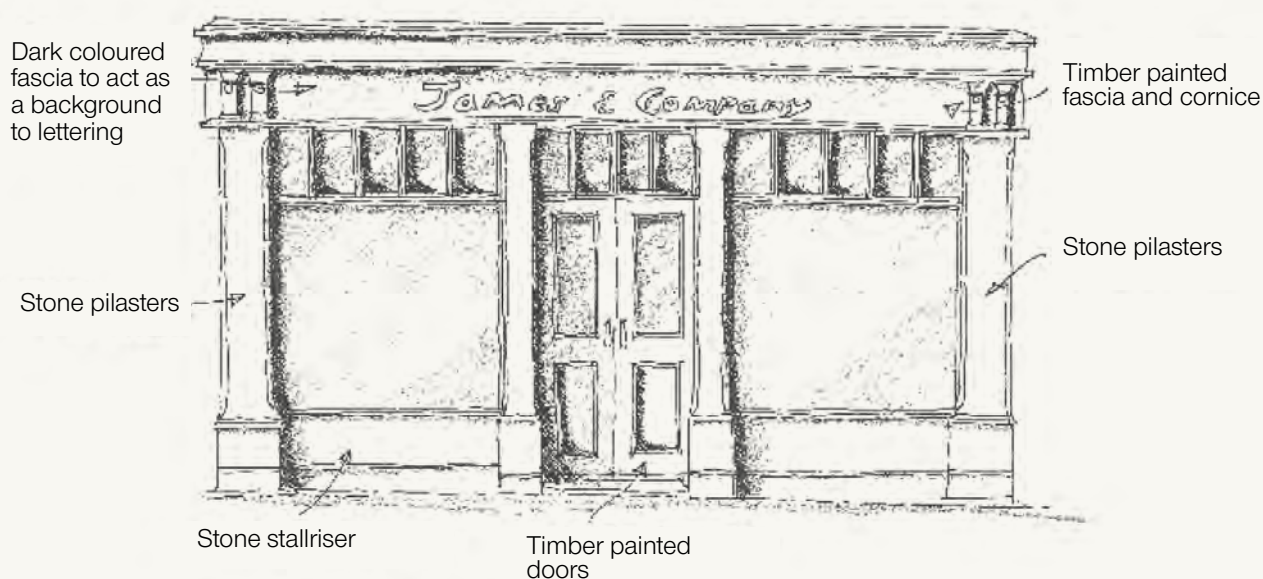 Dark coloured
fascia to act as
a background
to lettering
James & Company
Timber painted
fascia and cornice
Stone pilasters
Stone pilasters
Stone stallriser
Timber painted
doors